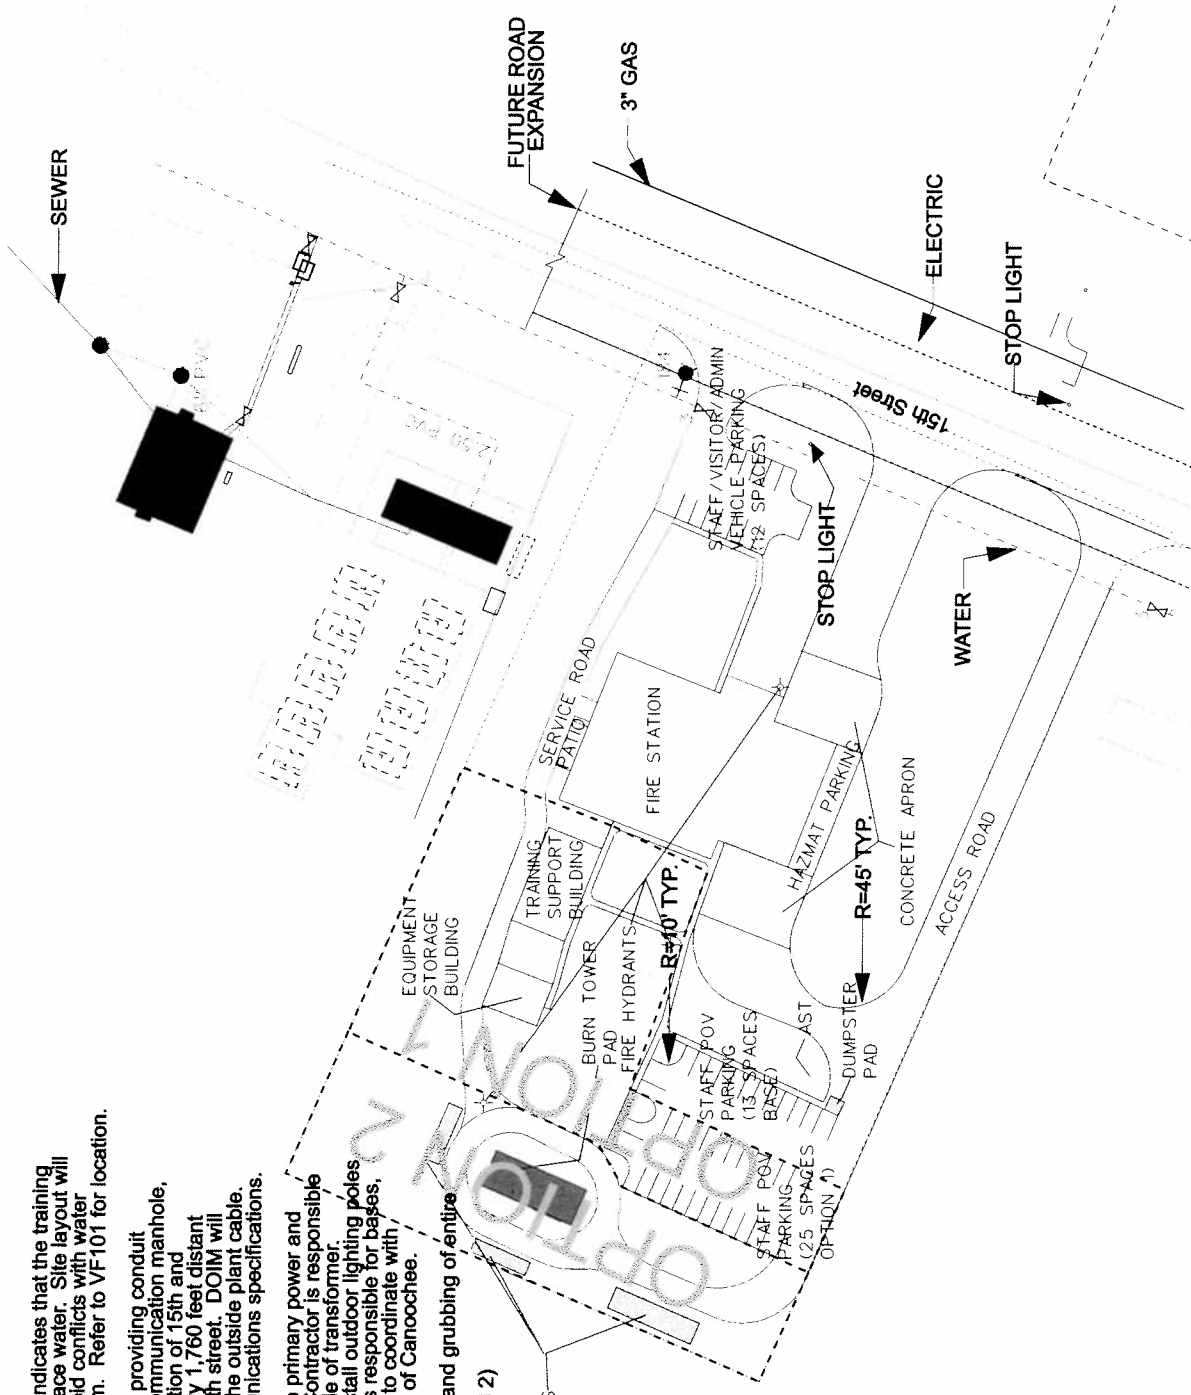 ndicates that the training
ace water. Site layout will
id conflicts with water
n. Refer to VF101 for location.
providing conduit
mmunication manhole,
tion of 15th and
y 1,760 feet distant
th street. DOIM will
he outside plant cable.
nications specifications.
primary power and
ontractor is responsible
e of transformer.
stall outdoor lighting poles
s responsible for bases,
to coordinate with
of Canoochee.
and grubbing of entire
2)
SEWER
FUTURE ROAD
EXPANSION
3" GAS
ELECTRIC
STOP LIGHT
15th Street
12.50 PVC
STAFF/VISITOR/ADMIN
VEHICLE PARKING
(12 SPACES)
STOP LIGHT
WATER
SERVICE ROAD
PATIO
FIRE STATION
HAZMAT PARKING
R=45' TYP.
CONCRETE APRON
ACCESS ROAD
EQUIPMENT
STORAGE
BUILDING
TRAINING
SUPPORT
BUILDING
BURN TOWER
PAD
FIRE HYDRANTS
R=10' TYP.
OPTION 1
OPTION 2
STAFF POV
PARKING
(13 SPACES
BASE)
AST
DUMPSTER
PAD
STAFF POV
PARKING
(25 SPACES
OPTION 1)
S